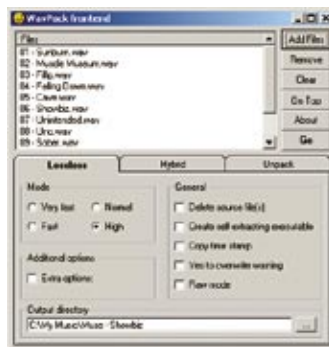 WavPack frontend
Files
Add Files
01 - Sunburn.wav
Remove
02 - Muscle Museum.wav
03 - Fillip.wav
Clear
04 - Falling Down.wav
05 - Cave.wav
On Top
06 - Showbiz.wav
07 - Unintended.wav
About
08 - Uno.wav
09 - Sober.wav
Go
Lossless Hybrid Unpack
Mode
Very fast Normal
Fast High
Additional options
Extra options:
General
Delete source file(s)
Create self extracting executable
Copy time stamp
Yes to overwrite warning
Raw mode
Output directory
C:\My Music\Muse - Showbiz
...